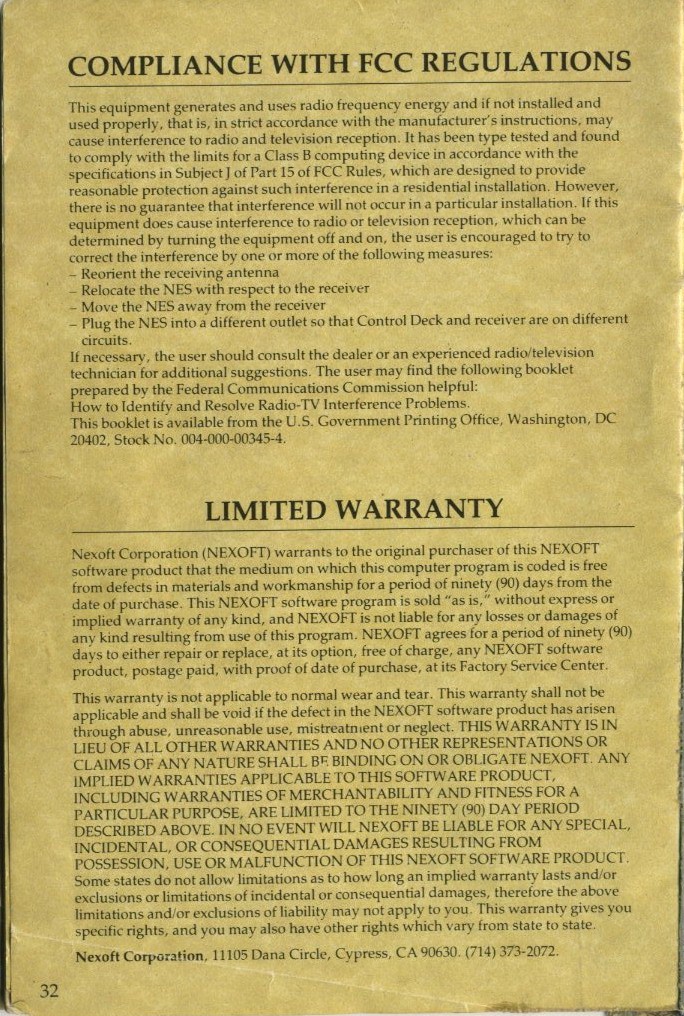 COMPLIANCE WITH FCC REGULATIONS
This equipment generates and uses radio frequency energy and if not installed and
used properly, that is, in strict accordance with the manufacturer's instructions, may
cause interference to radio and television reception. It has been type tested and found
to comply with the limits for a Class B computing device in accordance with the
specifications in Subject J of Part 15 of FCC Rules, which are designed to provide
reasonable protection against such interference in a residential installation. However,
there is no guarantee that interference will not occur in a particular installation. If this
equipment does cause interference to radio or television reception, which can be
determined by turning the equipment off and on, the user is encouraged to try to
correct the interference by one or more of the following measures:
– Reorient the receiving antenna
– Relocate the NES with respect to the receiver
– Move the NES away from the receiver
– Plug the NES into a different outlet so that Control Deck and receiver are on different
circuits.
If necessary, the user should consult the dealer or an experienced radio/television
technician for additional suggestions. The user may find the following booklet
prepared by the Federal Communications Commission helpful:
How to Identify and Resolve Radio-TV Interference Problems.
This booklet is available from the U.S. Government Printing Office, Washington, DC
20402, Stock No. 004-000-00345-4.
LIMITED WARRANTY
Nexoft Corporation (NEXOFT) warrants to the original purchaser of this NEXOFT
software product that the medium on which this computer program is coded is free
from defects in materials and workmanship for a period of ninety (90) days from the
date of purchase. This NEXOFT software program is sold "as is," without express or
implied warranty of any kind, and NEXOFT is not liable for any losses or damages of
any kind resulting from use of this program. NEXOFT agrees for a period of ninety (90)
days to either repair or replace, at its option, free of charge, any NEXOFT software
product, postage paid, with proof of date of purchase, at its Factory Service Center.
This warranty is not applicable to normal wear and tear. This warranty shall not be
applicable and shall be void if the defect in the NEXOFT software product has arisen
through abuse, unreasonable use, mistreatment or neglect. THIS WARRANTY IS IN
LIEU OF ALL OTHER WARRANTIES AND NO OTHER REPRESENTATIONS OR
CLAIMS OF ANY NATURE SHALL BE BINDING ON OR OBLIGATE NEXOFT. ANY
IMPLIED WARRANTIES APPLICABLE TO THIS SOFTWARE PRODUCT,
INCLUDING WARRANTIES OF MERCHANTABILITY AND FITNESS FOR A
PARTICULAR PURPOSE, ARE LIMITED TO THE NINETY (90) DAY PERIOD
DESCRIBED ABOVE. IN NO EVENT WILL NEXOFT BE LIABLE FOR ANY SPECIAL,
INCIDENTAL, OR CONSEQUENTIAL DAMAGES RESULTING FROM
POSSESSION, USE OR MALFUNCTION OF THIS NEXOFT SOFTWARE PRODUCT.
Some states do not allow limitations as to how long an implied warranty lasts and/or
exclusions or limitations of incidental or consequential damages, therefore the above
limitations and/or exclusions of liability may not apply to you. This warranty gives you
specific rights, and you may also have other rights which vary from state to state.
Nexoft Corporation, 11105 Dana Circle, Cypress, CA 90630. (714) 373-2072.
32